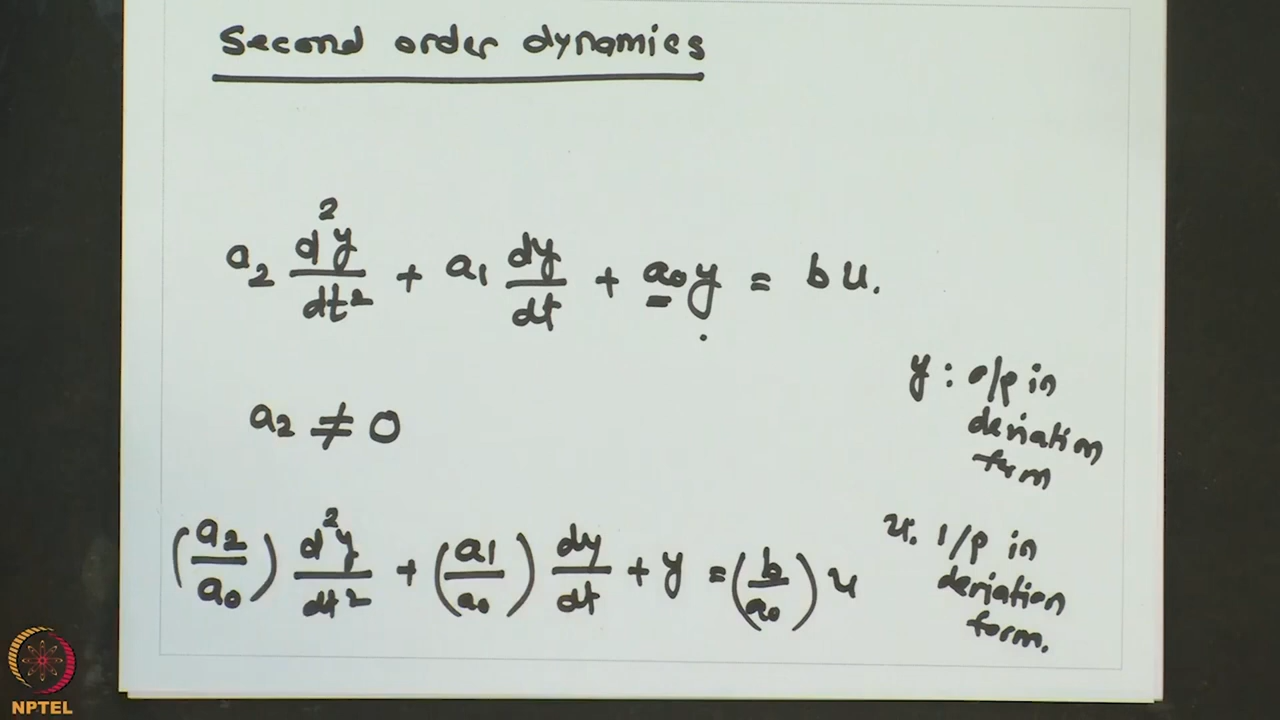 Second order dynamics
a₂ d²y/dt² + a₁ dy/dt + a₀y = bu.
a₂ ≠ 0
y : o/p in
deviation
form
u. i/p in
deviation
form.
(a₂/a₀) d²y/dt² + (a₁/a₀) dy/dt + y = (b/a₀) u
NPTEL